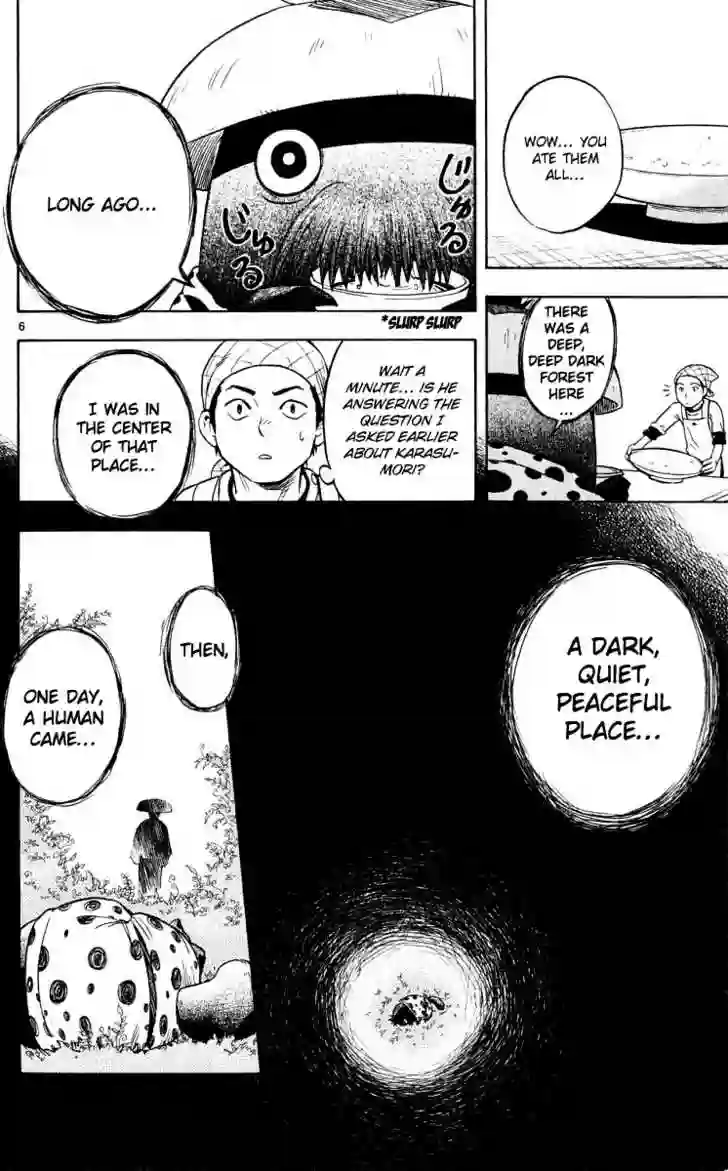 WOW... YOU
ATE THEM
ALL...
LONG AGO...
じゅる
じゅる
*SLURP SLURP
6
THERE
WAS A
DEEP,
DEEP DARK
FOREST
HERE
...
WAIT A
MINUTE... IS HE
ANSWERING THE
QUESTION I
ASKED EARLIER
ABOUT KARASU-
MORI?
I WAS IN
THE CENTER
OF THAT
PLACE...
A DARK,
QUIET,
PEACEFUL
PLACE...
THEN,
ONE DAY,
A HUMAN
CAME...